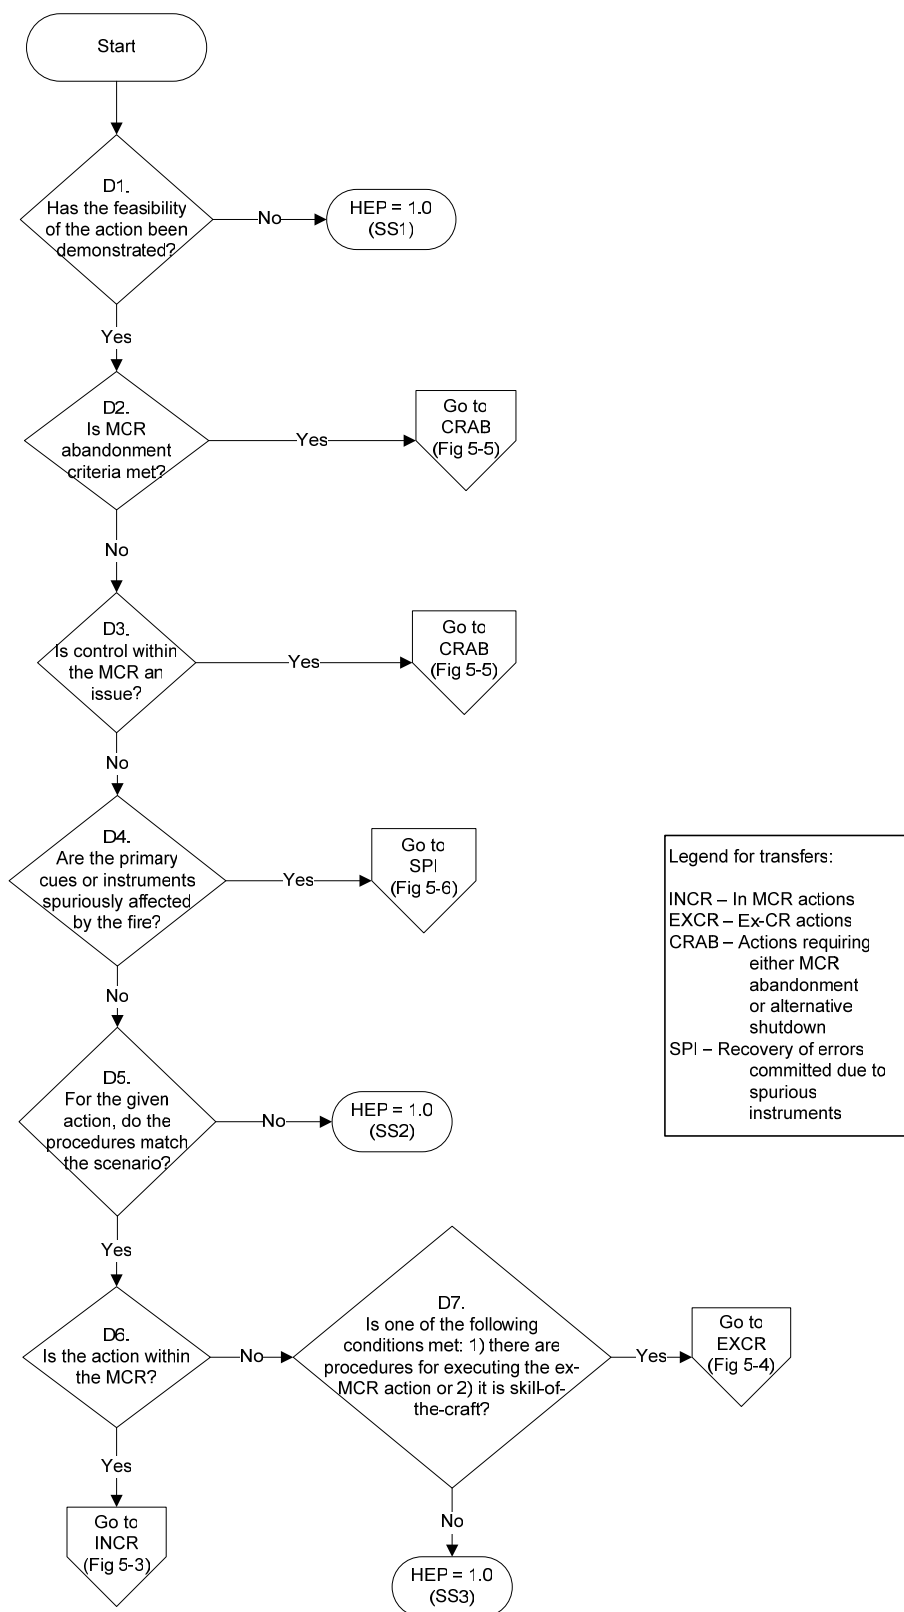 Start
D1.
Has the feasibility
of the action been
demonstrated?
No
HEP = 1.0
(SS1)
Yes
D2.
Is MCR
abandonment
criteria met?
Yes
Go to
CRAB
(Fig 5-5)
No
D3.
Is control within
the MCR an
issue?
Yes
Go to
CRAB
(Fig 5-5)
No
D4.
Are the primary
cues or instruments
spuriously affected
by the fire?
Yes
Go to
SPI
(Fig 5-6)
Legend for transfers:
INCR – In MCR actions
EXCR – Ex-CR actions
CRAB – Actions requiring
either MCR
abandonment
or alternative
shutdown
SPI – Recovery of errors
committed due to
spurious
instruments
No
D5.
For the given
action, do the
procedures match
the scenario?
No
HEP = 1.0
(SS2)
Yes
D6.
Is the action within
the MCR?
No
D7.
Is one of the following
conditions met: 1) there are
procedures for executing the ex-
MCR action or 2) it is skill-of-
the-craft?
Yes
Go to
EXCR
(Fig 5-4)
Yes
Go to
INCR
(Fig 5-3)
No
HEP = 1.0
(SS3)